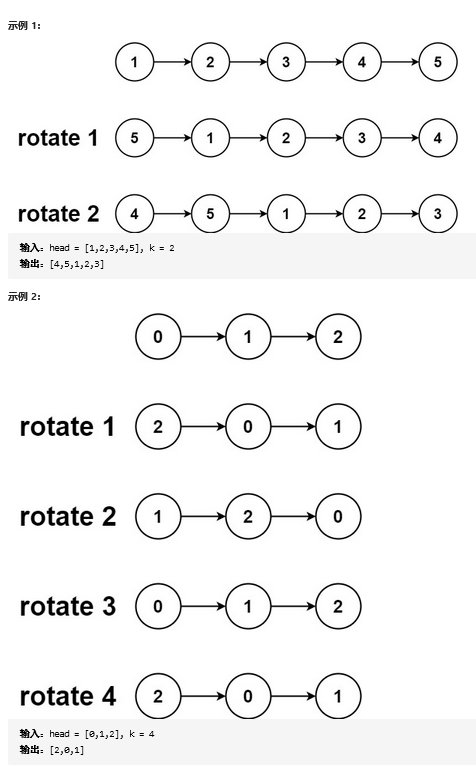 示例 1:
1 2 3 4 5
rotate 1 5 1 2 3 4
rotate 2 4 5 1 2 3
输入: head = [1,2,3,4,5], k = 2
输出: [4,5,1,2,3]
示例 2:
0 1 2
rotate 1 2 0 1
rotate 2 1 2 0
rotate 3 0 1 2
rotate 4 2 0 1
输入: head = [0,1,2], k = 4
输出: [2,0,1]